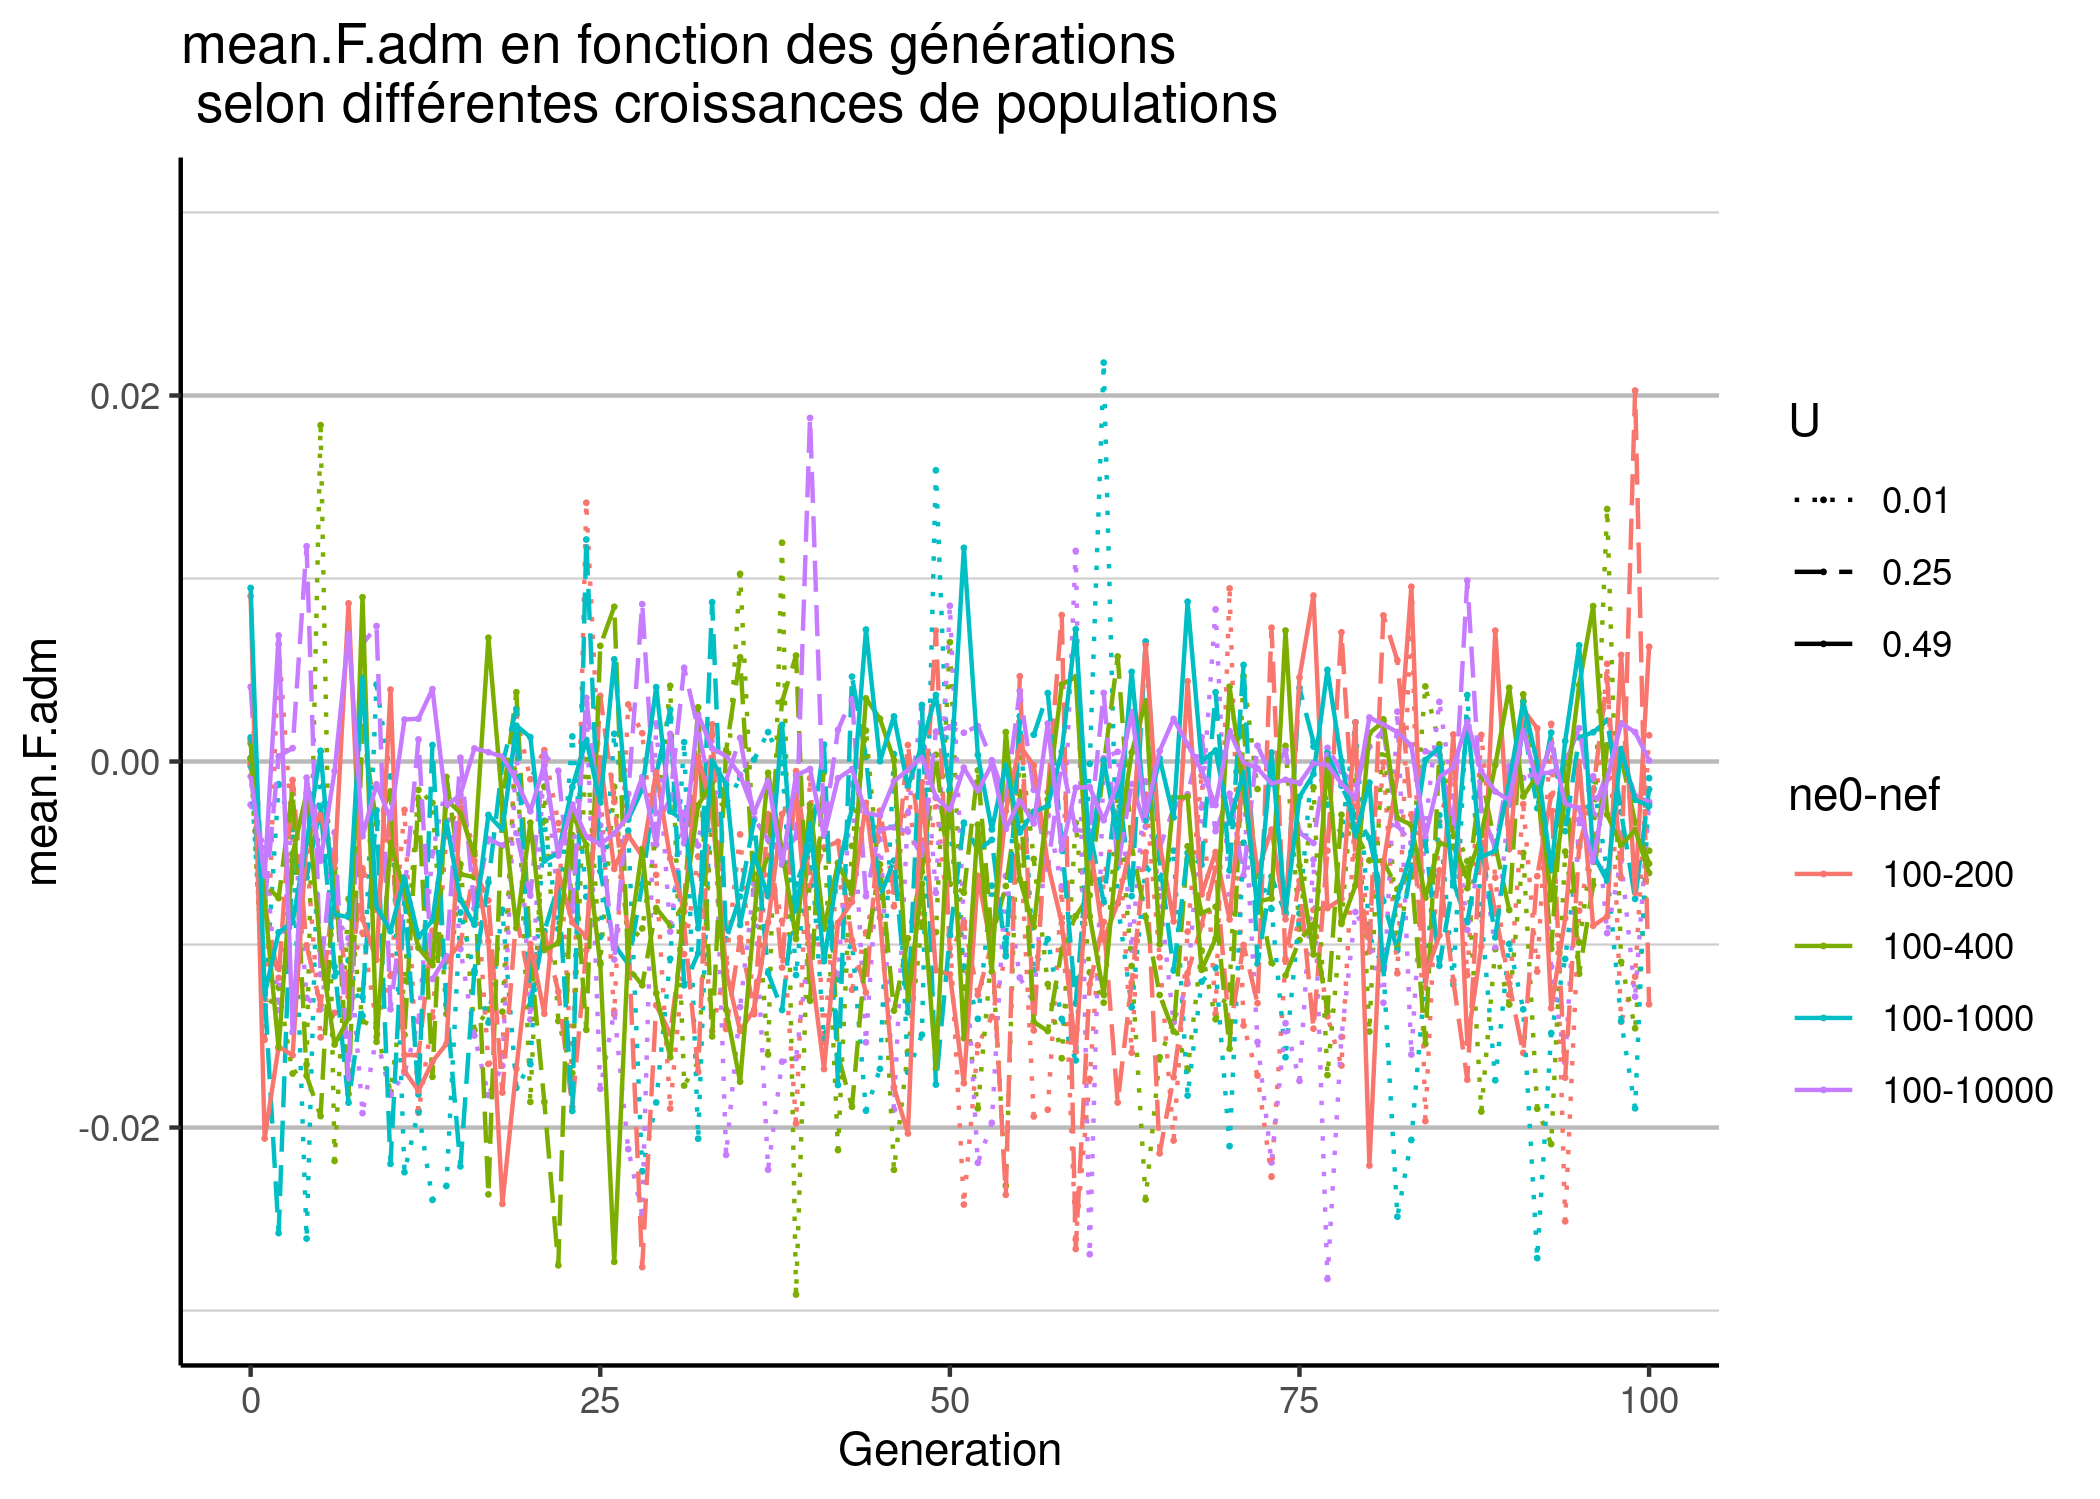 mean.F.adm en fonction des générations
selon différentes croissances de populations
mean.F.adm
0.02
0.00
-0.02
0
25
50
75
100
Generation
U
0.01
0.25
0.49
ne0-nef
100-200
100-400
100-1000
100-10000